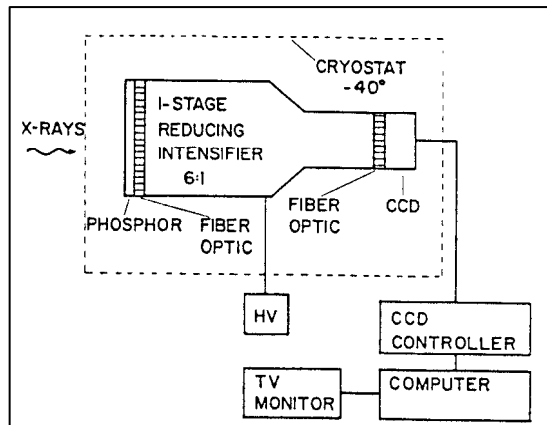 CRYOSTAT
-40°
X-RAYS
I-STAGE
REDUCING
INTENSIFIER
6:1
PHOSPHOR
FIBER
OPTIC
FIBER
OPTIC
CCD
HV
CCD
CONTROLLER
TV
MONITOR
COMPUTER